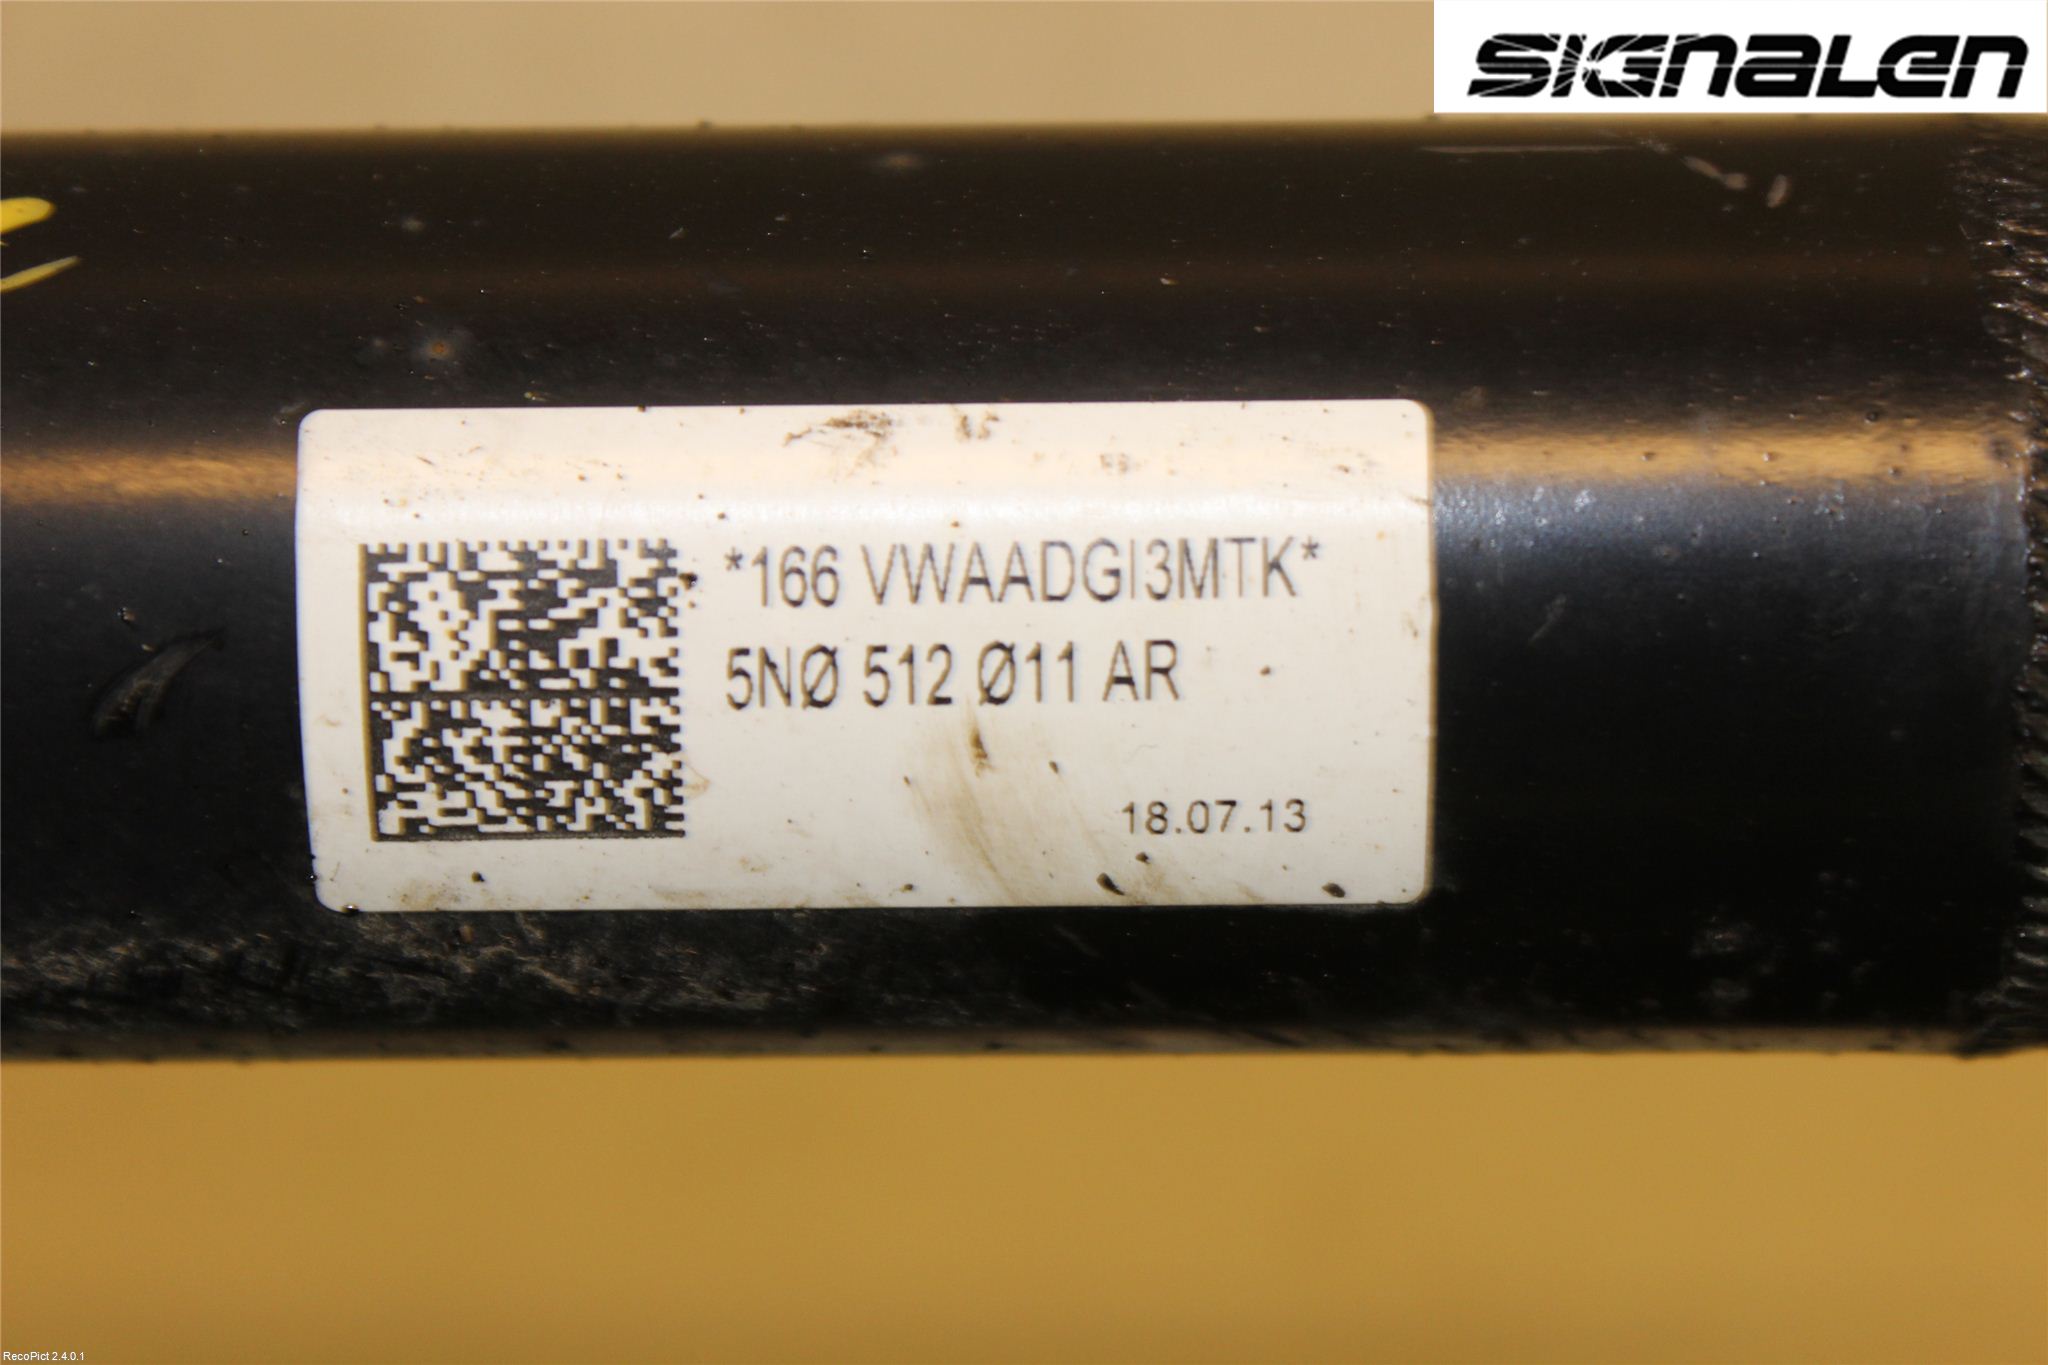 SIGNALEN
*166 VWAADGI3MTK*
5NØ 512 Ø11 AR
18.07.13
RecoPict 2.4.0.1